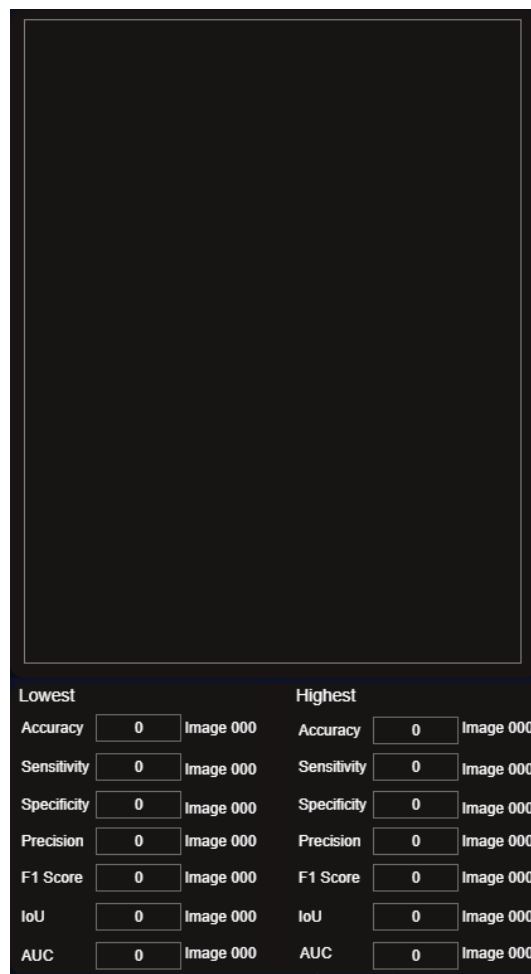 Lowest Highest
Accuracy 0 Image 000 Accuracy 0 Image 000
Sensitivity 0 Image 000 Sensitivity 0 Image 000
Specificity 0 Image 000 Specificity 0 Image 000
Precision 0 Image 000 Precision 0 Image 000
F1 Score 0 Image 000 F1 Score 0 Image 000
IoU 0 Image 000 IoU 0 Image 000
AUC 0 Image 000 AUC 0 Image 000